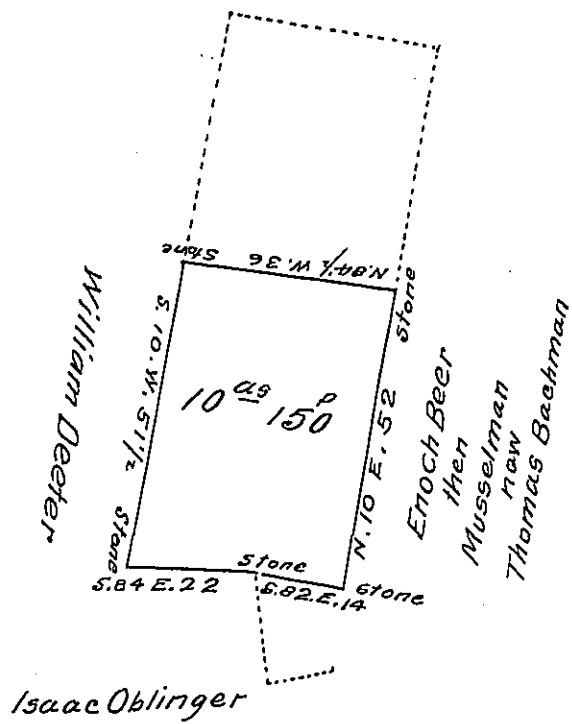 Stone
N.84½ W.36
Stone
William Deeter
S.10.W. 51½
10 as 150 P
N.10 E. 52
Enoch Beer
then
Musselman
now
Thomas Bachman
Stone
S.84 E.22
Stone
S.82.E.14
Stone
Isaac Oblinger